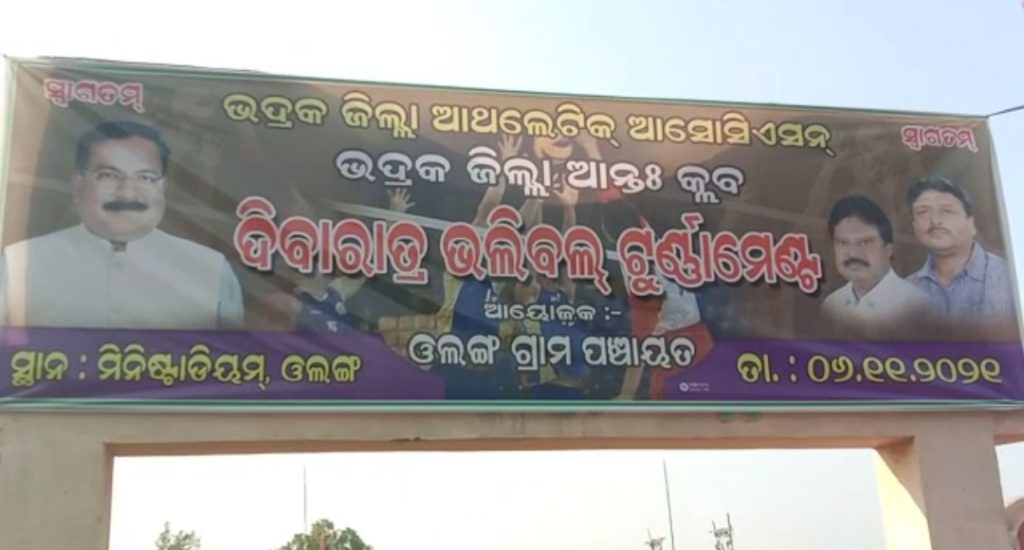 ସ୍ୱାଗତମ୍
ଭଦ୍ରକ ଜିଲ୍ଲା ଆଥଲେଟିକ୍ ଆସୋସିଏସନ୍
ସ୍ୱାଗତମ୍
ଭଦ୍ରକ ଜିଲ୍ଲା ଆନ୍ତଃ କ୍ଲବ
ଦିବାରାତ୍ର ଭଲିବଲ୍ ଟୁର୍ଣ୍ଣାମେଣ୍ଟ
ଆୟୋଜକ :-
ଓଲଙ୍ଗ ଗ୍ରାମ ପଞ୍ଚାୟତ
ସ୍ଥାନ : ମିନିଷ୍ଟାଡିୟମ୍, ଓଲଙ୍ଗ
ତା. : ୦୬.୧୧.୨୦୨୧